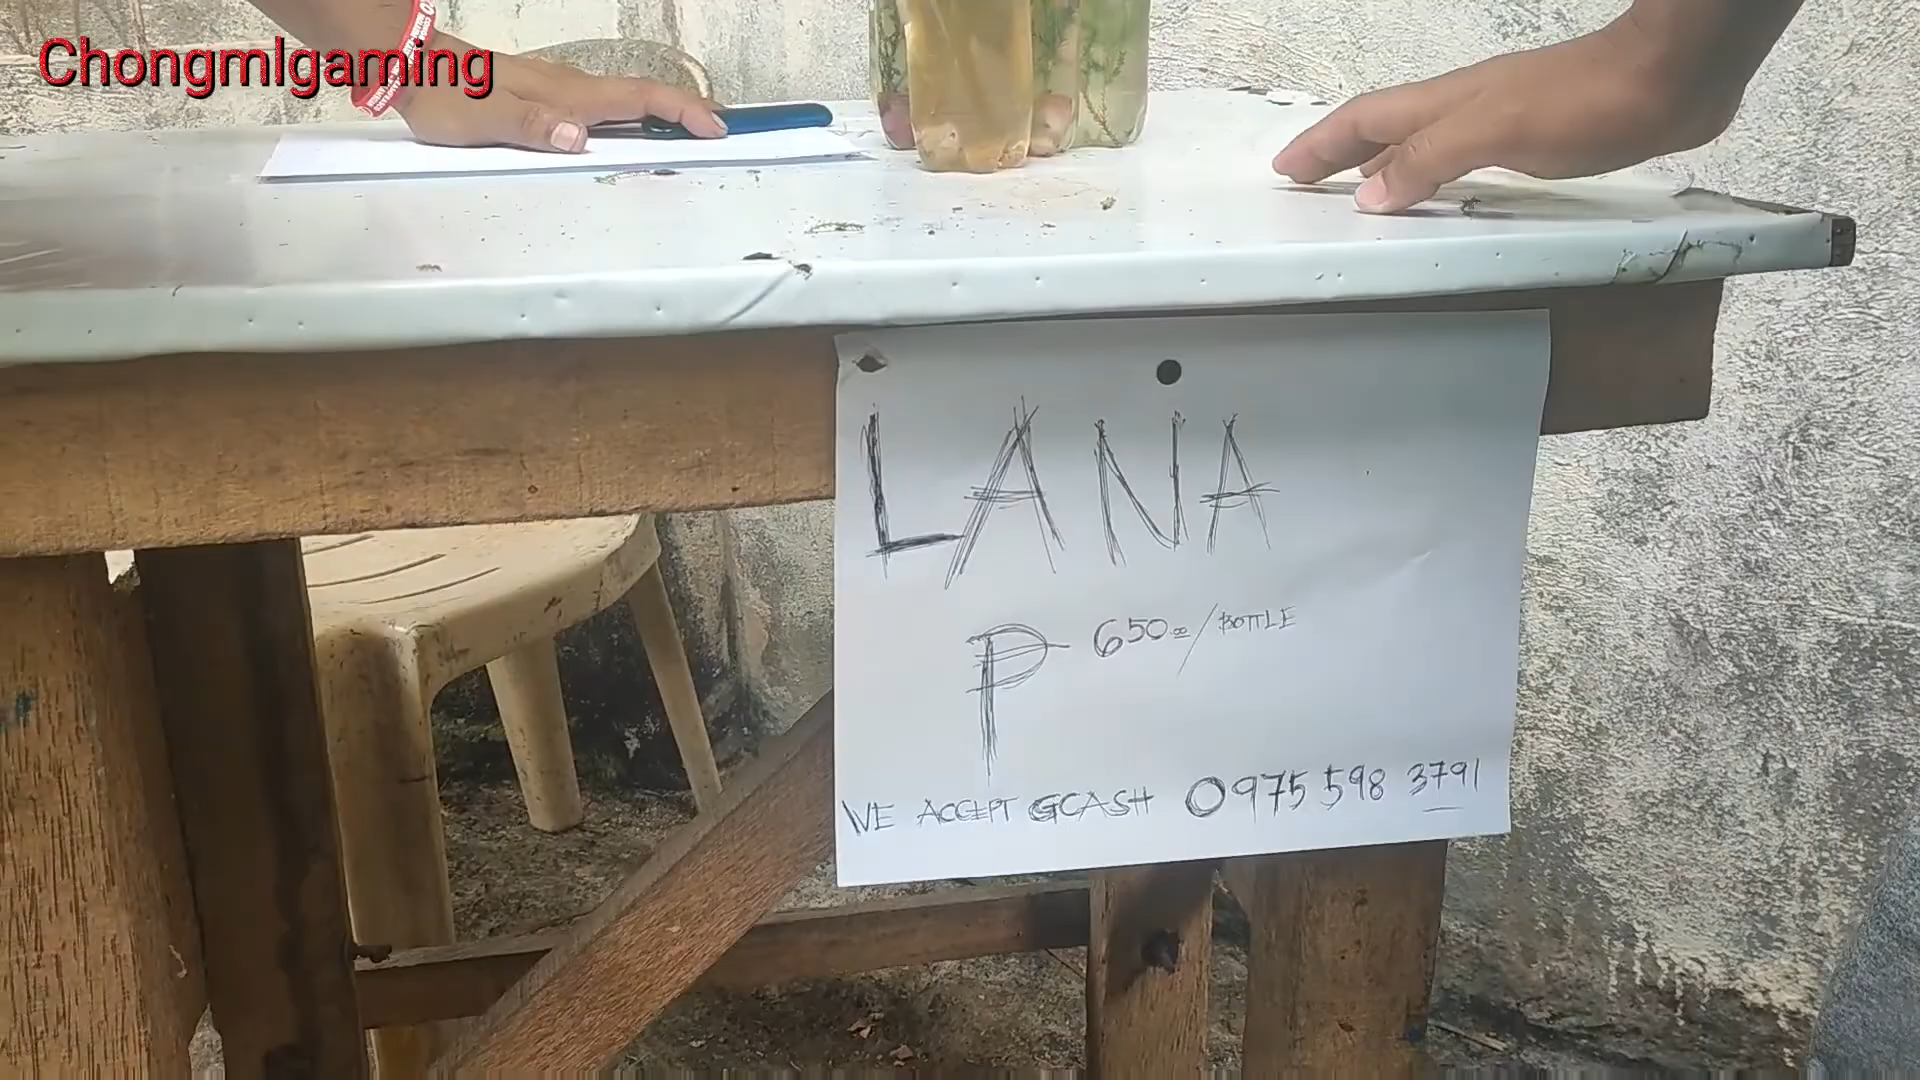 Chongmlgaming
LANA
₱ 650.00/BOTTLE
WE ACCEPT GCASH 0975 598 3791